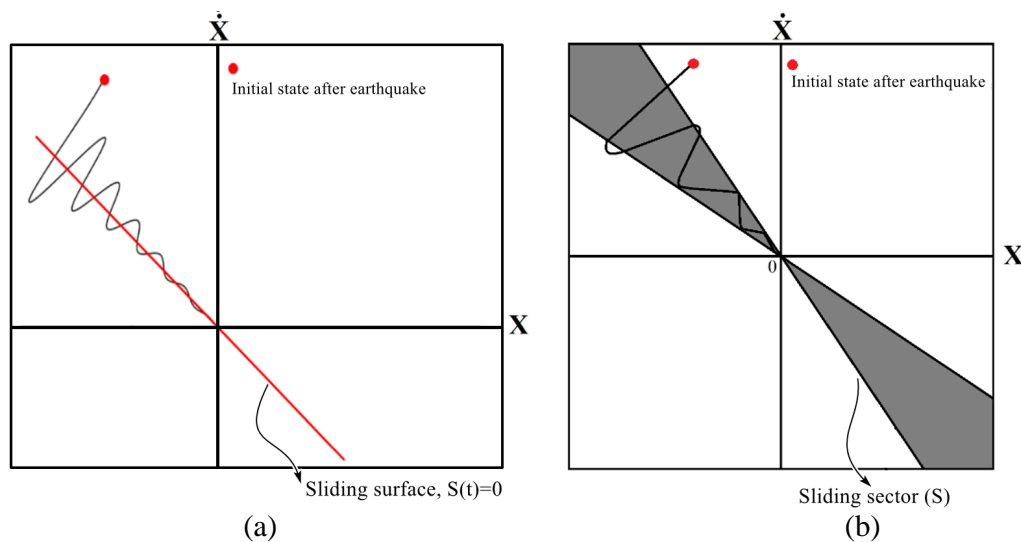 Ẋ
Initial state after earthquake
X
Sliding surface, S(t)=0
(a)
Ẋ
Initial state after earthquake
X
0
Sliding sector (S)
(b)